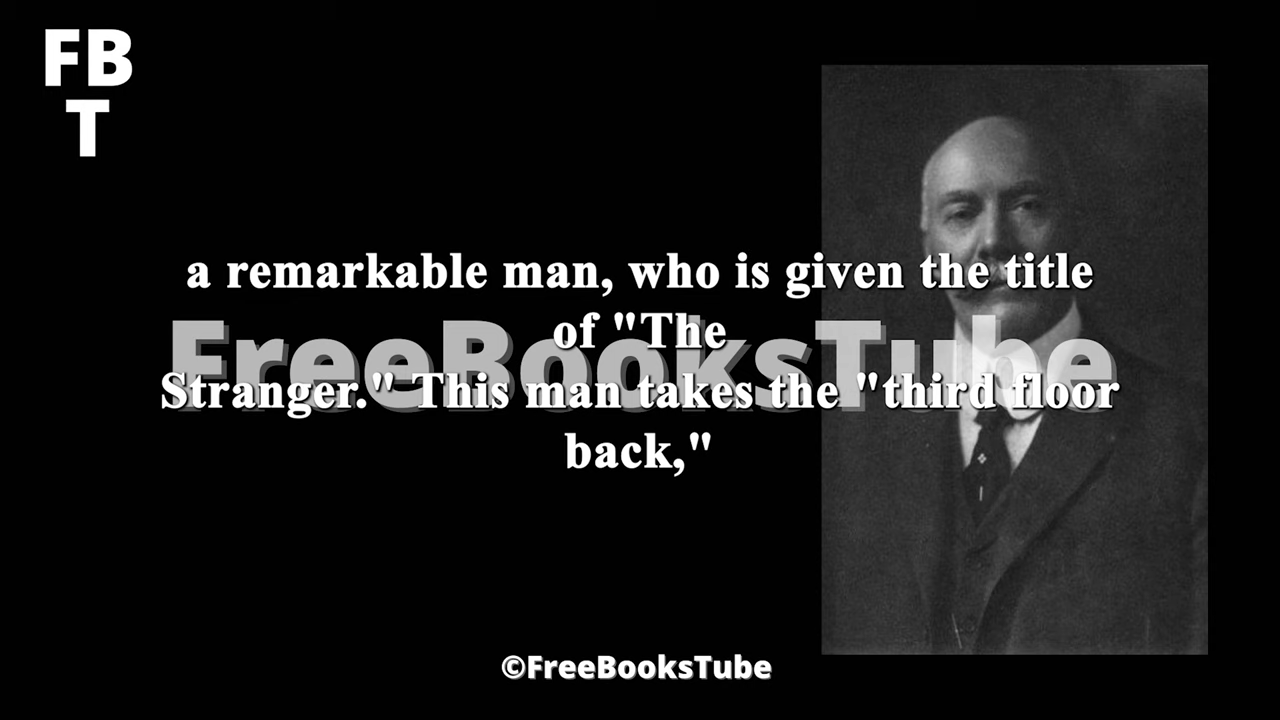 FB
T
a remarkable man, who is given the title
of "The
FreeBooksTube
Stranger." This man takes the "third floor
back,"
©FreeBooksTube